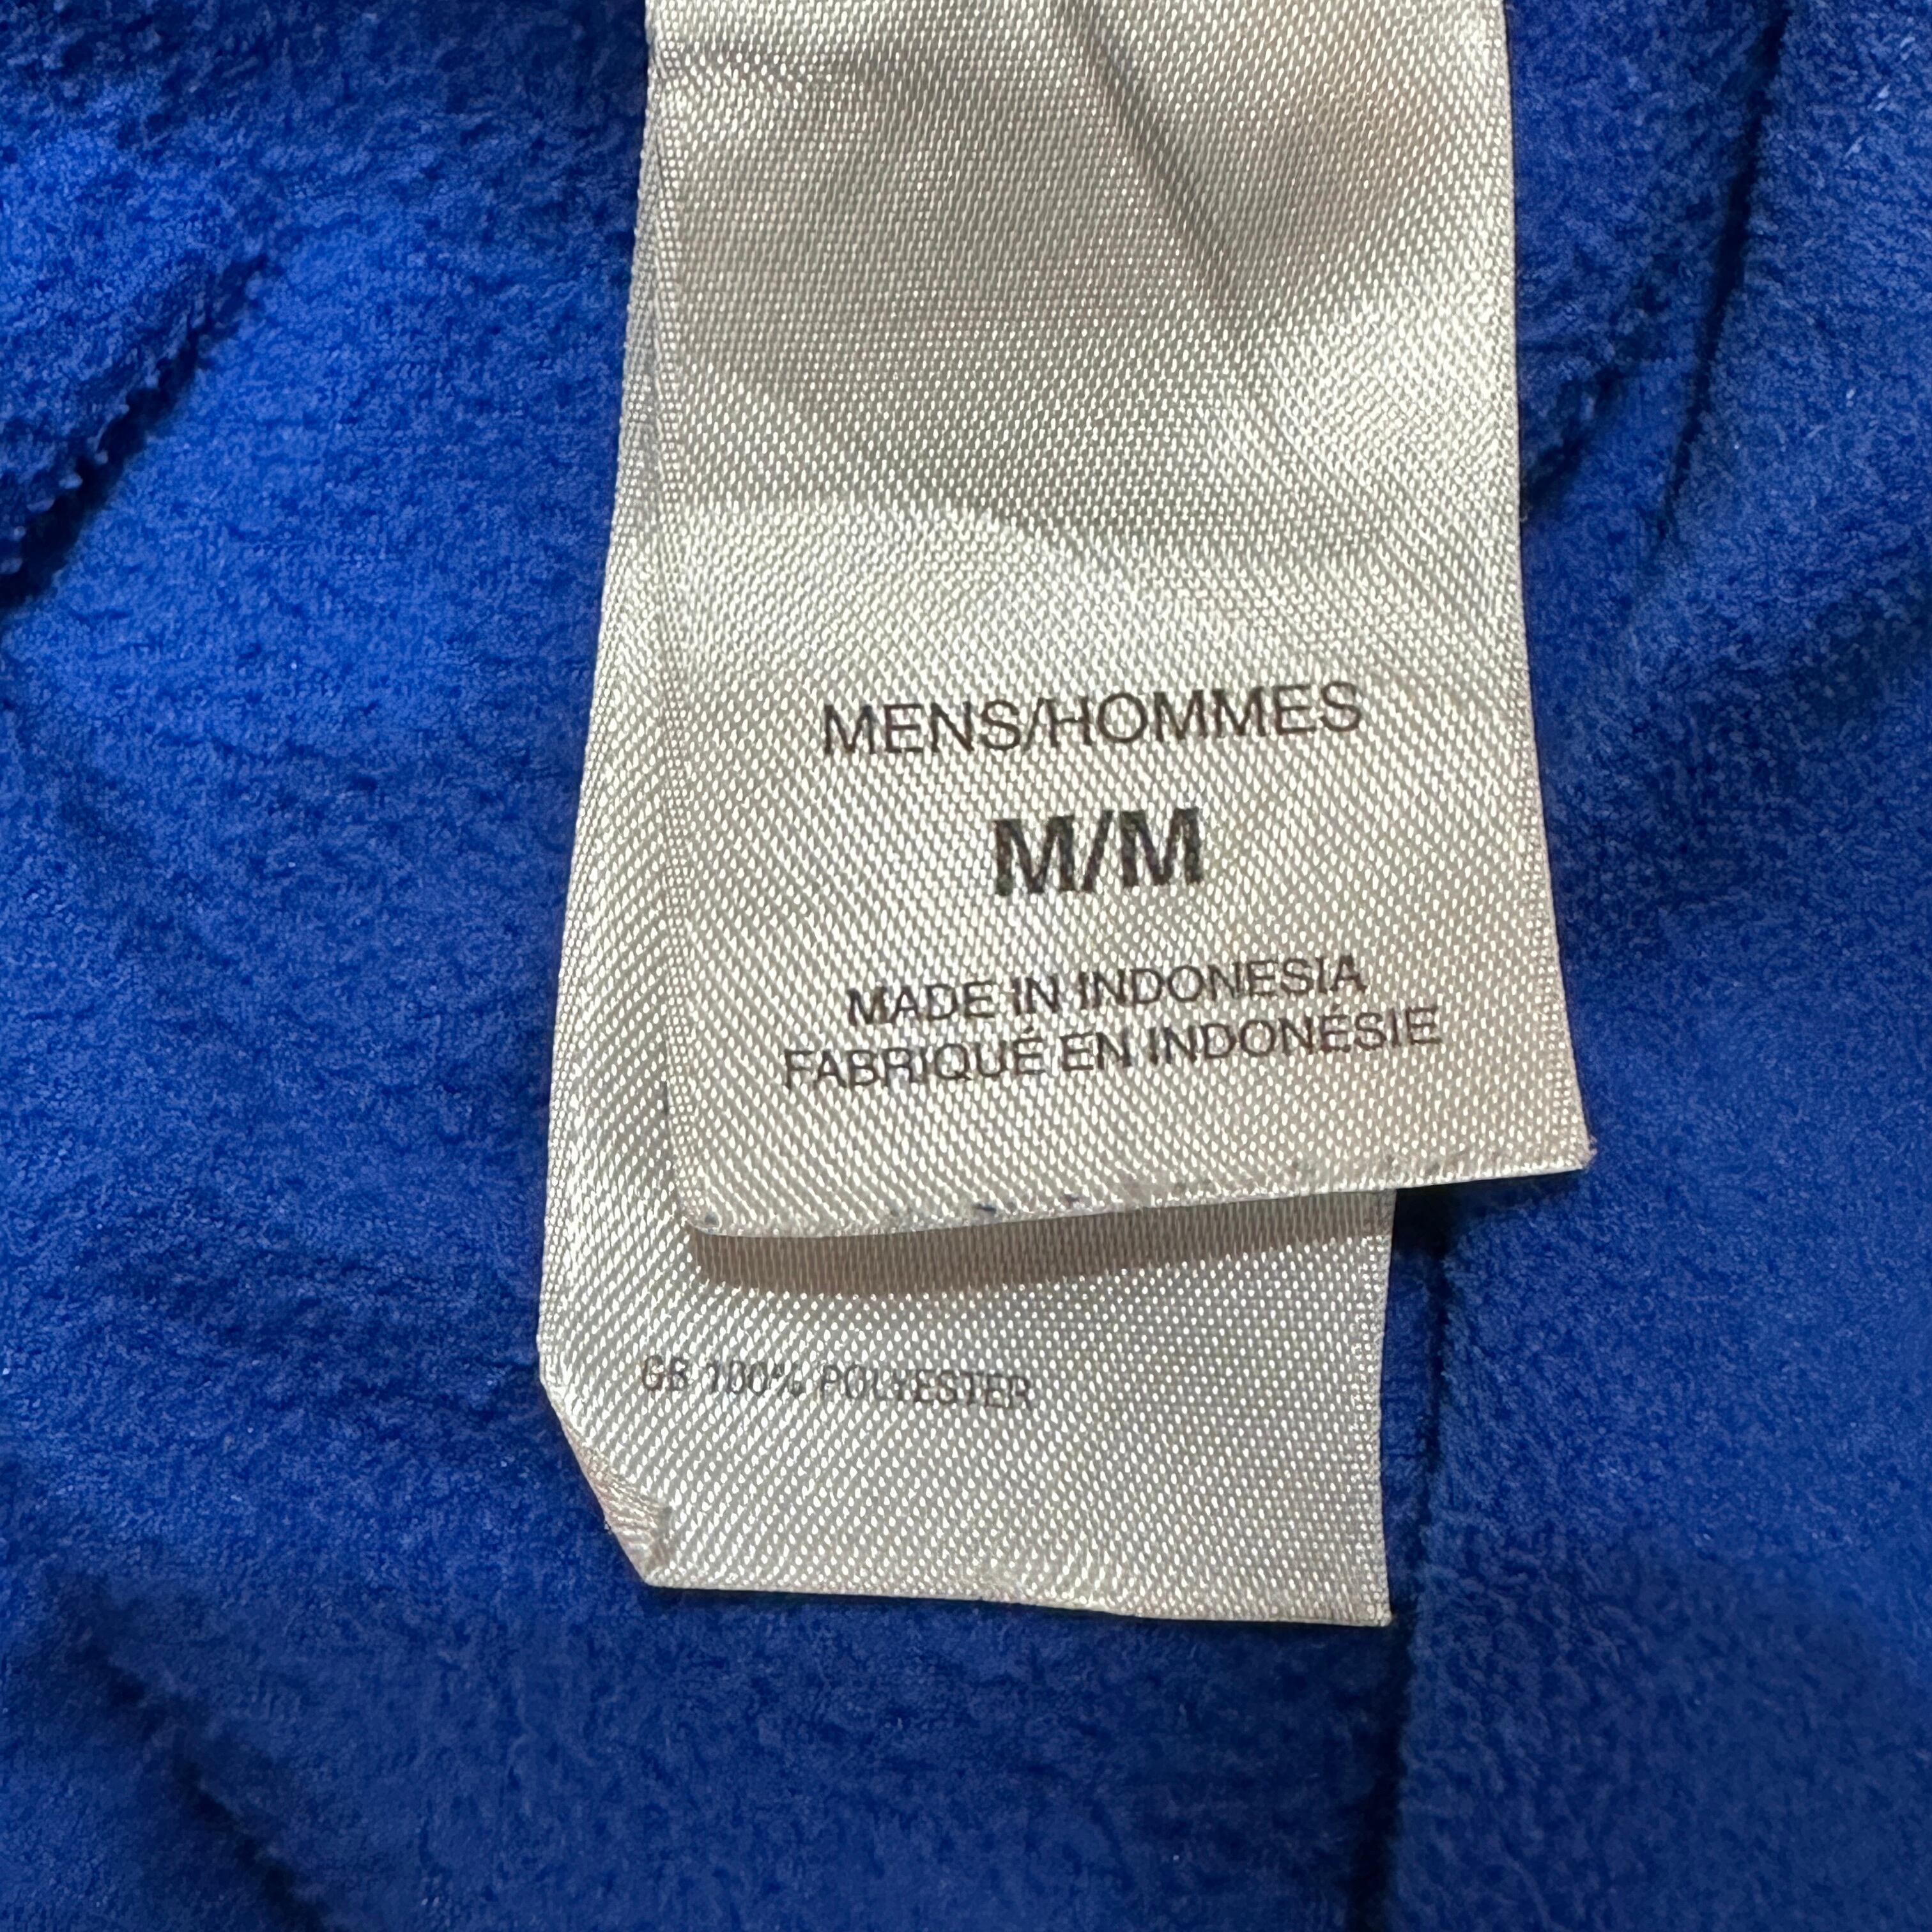 MENS/HOMMES
M/M
MADE IN INDONESIA
FABRIQUÉ EN INDONÉSIE
GB 100% POLYESTER